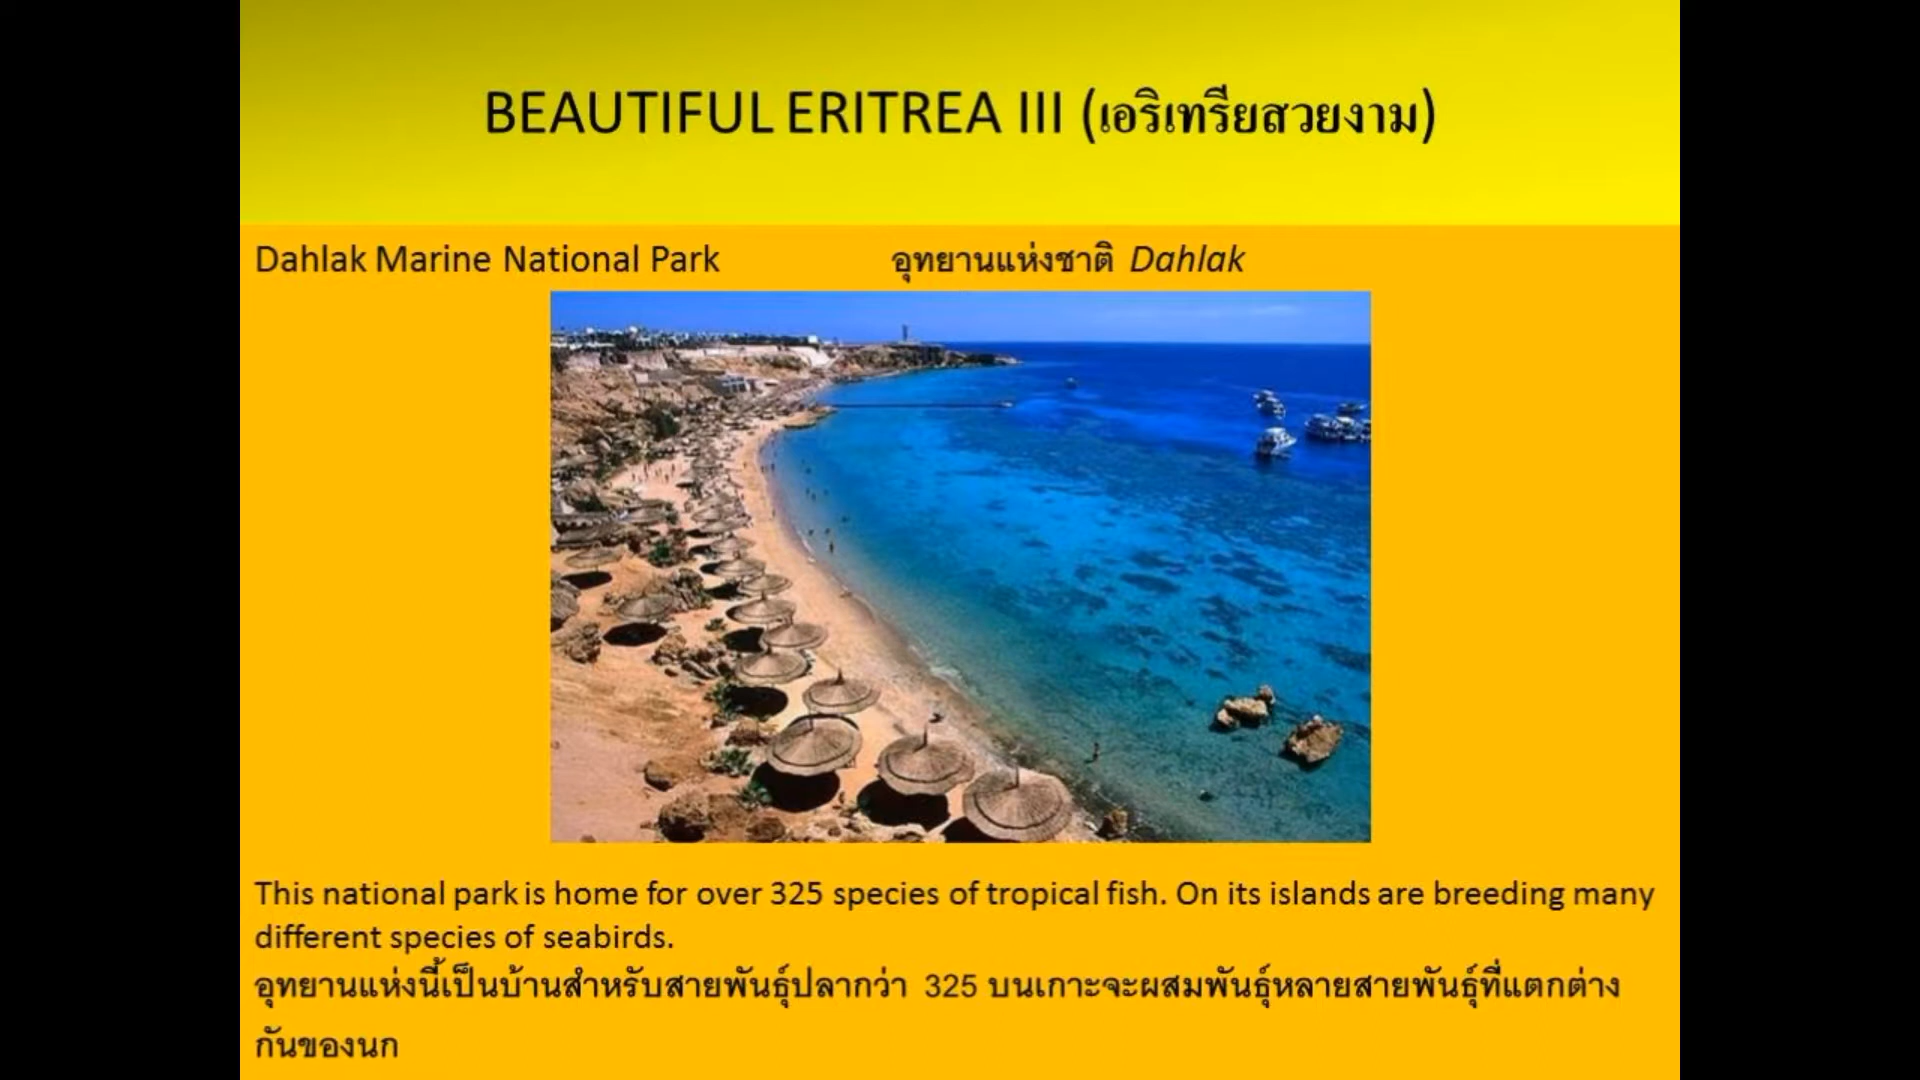 BEAUTIFUL ERITREA III (เอริเทรียสวยงาม)
Dahlak Marine National Park อุทยานแห่งชาติ Dahlak
This national park is home for over 325 species of tropical fish. On its islands are breeding many
different species of seabirds.
อุทยานแห่งนี้เป็นบ้านสำหรับสายพันธุ์ปลากว่า 325 บนเกาะจะผสมพันธุ์หลายสายพันธุ์ที่แตกต่าง
กันของนก